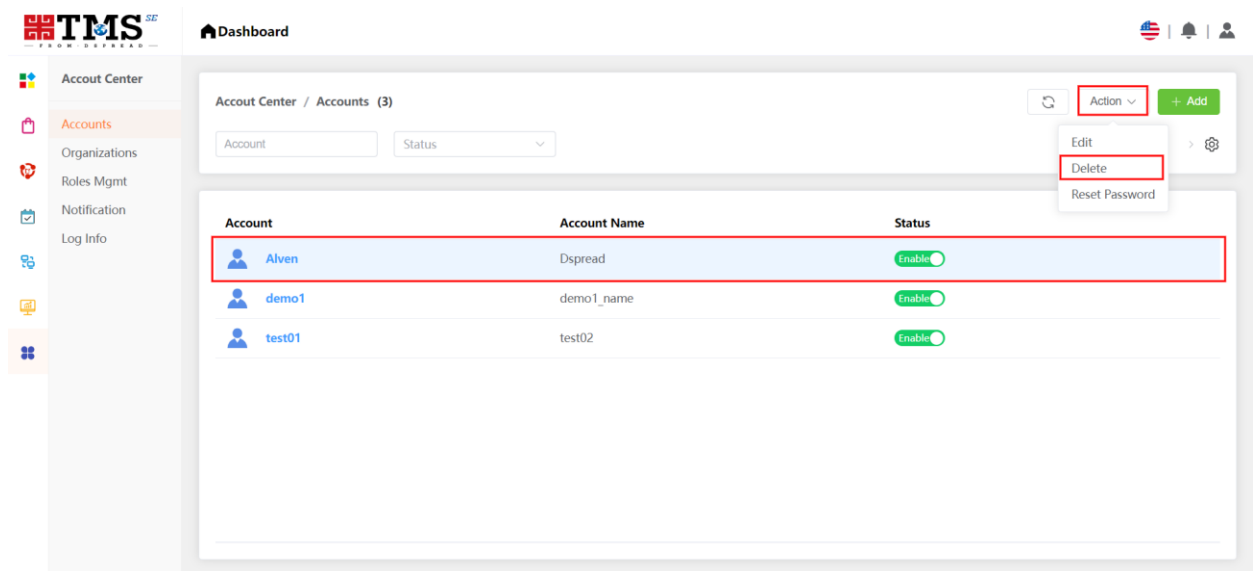 TMS SE
— FROM·DSPREAD —
Dashboard
Accout Center
Accounts
Organizations
Roles Mgmt
Notification
Log Info
Accout Center / Accounts (3)
Action
+ Add
Account
Status
Edit
Delete
Reset Password
Account Account Name Status
Alven Dspread Enable
demo1 demo1_name Enable
test01 test02 Enable